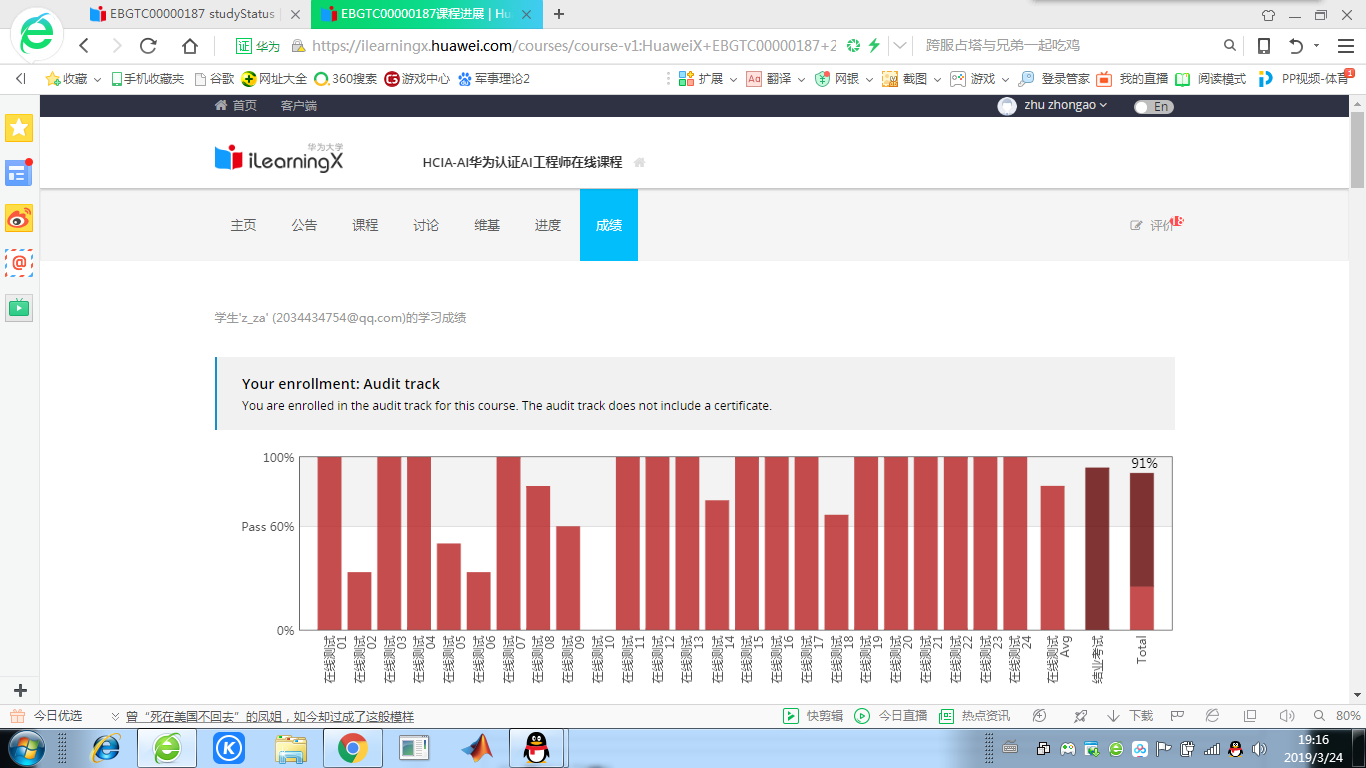 EBGTC00000187 studyStatus
EBGTC00000187课程进展 | Hu
证 华为 https://ilearningx.huawei.com/courses/course-v1:HuaweiX+EBGTC00000187+2 跨服占塔与兄弟一起吃鸡
收藏 手机收藏夹 谷歌 网址大全 360搜索 游戏中心 军事理论2 扩展 翻译 网银 截图 游戏 登录管家 我的直播 阅读模式 PP视频-体育 1
首页 客户端 zhu zhongao En
华为大学
iLearningX HCIA-AI华为认证AI工程师在线课程
主页 公告 课程 讨论 维基 进度 成绩 评价 18
学生'z_za' (2034434754@qq.com)的学习成绩
Your enrollment: Audit track
You are enrolled in the audit track for this course. The audit track does not include a certificate.
100%
91%
Pass 60%
0%
在线测试 01
在线测试 02
在线测试 03
在线测试 04
在线测试 05
在线测试 06
在线测试 07
在线测试 08
在线测试 09
在线测试 10
在线测试 11
在线测试 12
在线测试 13
在线测试 14
在线测试 15
在线测试 16
在线测试 17
在线测试 18
在线测试 19
在线测试 20
在线测试 21
在线测试 22
在线测试 23
在线测试 24
在线测试 Avg
结业考试
Total
今日优选 曾“死在美国不回去”的凤姐，如今却过成了这般模样 快剪辑 今日直播 热点资讯 下载 80%
19:16
2019/3/24